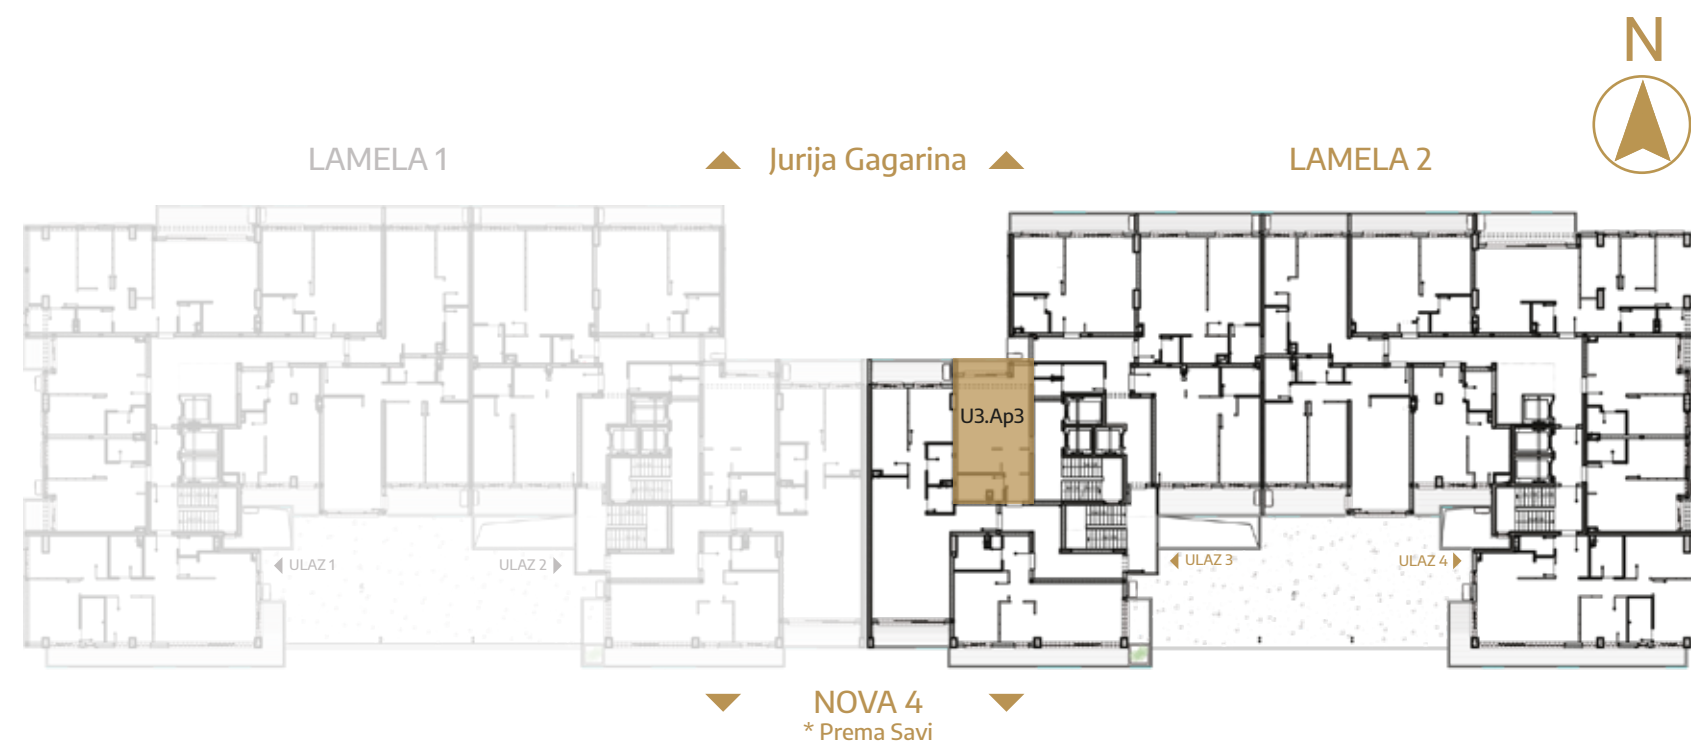 N
LAMELA 1
Jurija Gagarina
LAMELA 2
U3.Ap3
ULAZ 1
ULAZ 2
ULAZ 3
ULAZ 4
NOVA 4
* Prema Savi